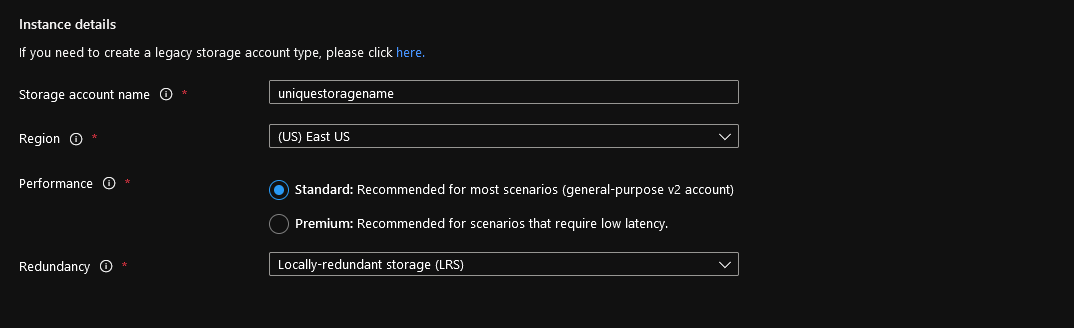 Instance details
If you need to create a legacy storage account type, please click here.
Storage account name * uniquestoragename
Region * (US) East US
Performance * Standard: Recommended for most scenarios (general-purpose v2 account)
Premium: Recommended for scenarios that require low latency.
Redundancy * Locally-redundant storage (LRS)